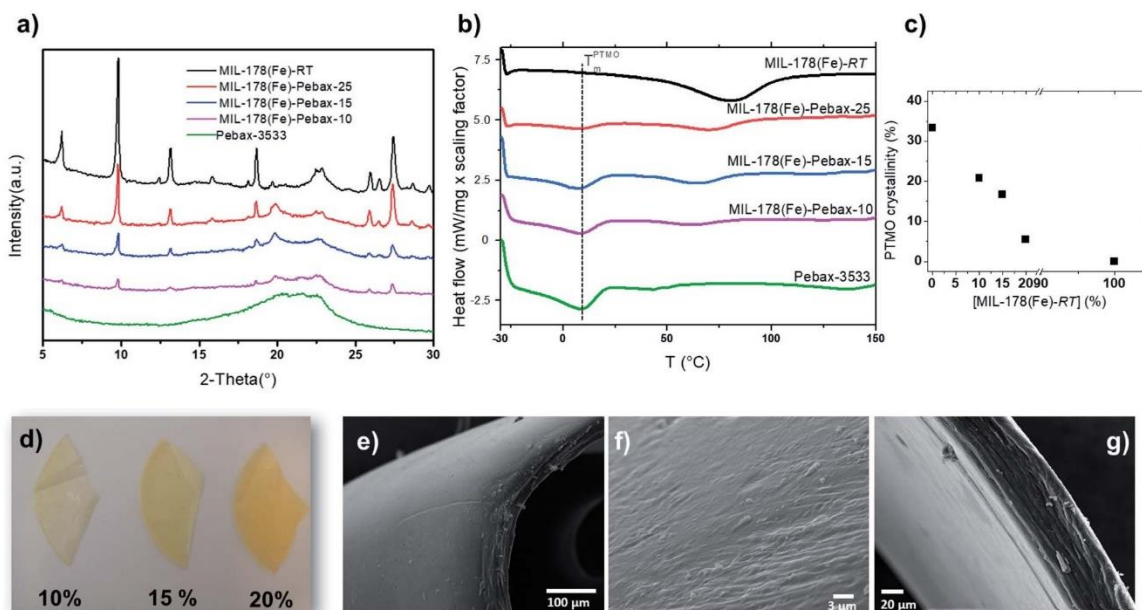 a)
MIL-178(Fe)-RT
MIL-178(Fe)-Pebax-25
MIL-178(Fe)-Pebax-15
MIL-178(Fe)-Pebax-10
Pebax-3533
Intensity(a.u.)
5 10 15 20 25 30
2-Theta(°)
b)
7.5
5.0
2.5
0
-2.5
Heat flow (mW/mg x scaling factor)
T_m^PTMO
MIL-178(Fe)-RT
MIL-178(Fe)-Pebax-25
MIL-178(Fe)-Pebax-15
MIL-178(Fe)-Pebax-10
Pebax-3533
-30 0 50 100 150
T (°C)
c)
40
30
20
10
0
PTMO crystallinity (%)
0 5 10 15 20 90 100
[MIL-178(Fe)-RT] (%)
d)
10% 15 % 20%
e)
100 µm
f)
3 µm
g)
20 µm